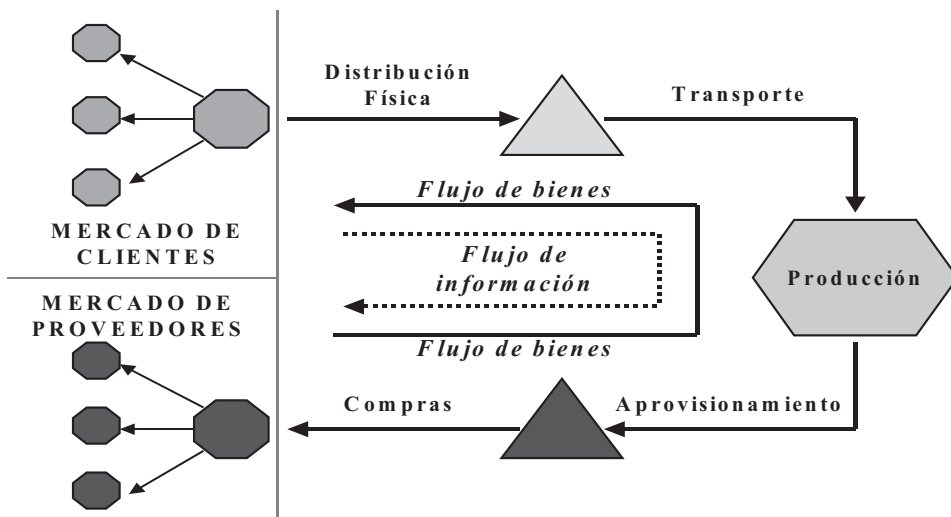 Distribución
Física
Transporte
Flujo de bienes
MERCADO DE
CLIENTES
Flujo de
información
Producción
MERCADO DE
PROVEEDORES
Flujo de bienes
Compras
Aprovisionamiento